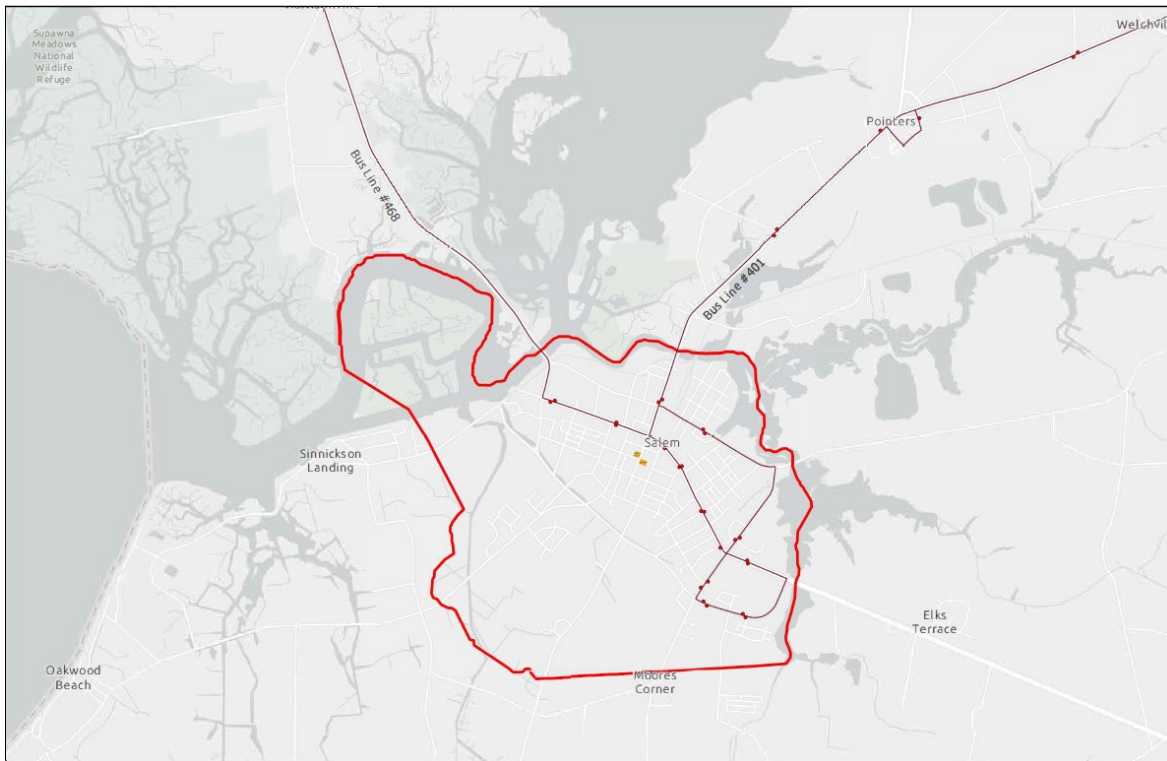 Supawna
Meadows
National
Wildlife
Refuge
Welchvil
Pointers
Bus Line #468
Bus Line #401
Salem
Sinnickson
Landing
Elks
Terrace
Oakwood
Beach
Moores
Corner